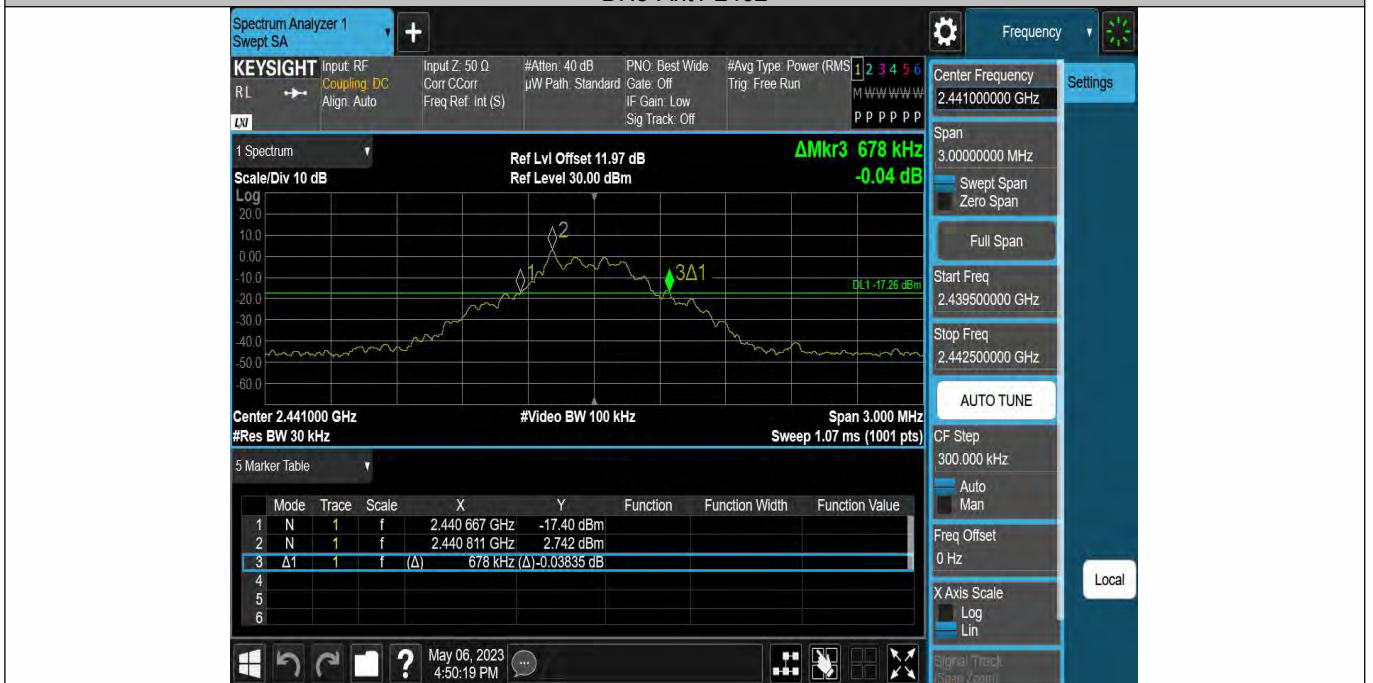 Spectrum Analyzer 1
Swept SA
+
Frequency
KEYSIGHT
RL
LXI
Input: RF
Coupling: DC
Align: Auto
Input Z: 50 Ω
Corr CCorr
Freq Ref: Int (S)
#Atten: 40 dB
µW Path: Standard
PNO: Best Wide
Gate: Off
IF Gain: Low
Sig Track: Off
#Avg Type: Power (RMS
Trig: Free Run
1 2 3 4 5 6
M W W W W W
P P P P P P
1 Spectrum
Scale/Div 10 dB
Ref Lvl Offset 11.97 dB
Ref Level 30.00 dBm
ΔMkr3 678 kHz
-0.04 dB
Log
20.0
10.0
0.00
-10.0
-20.0
-30.0
-40.0
-50.0
-60.0
2
1
3Δ1
DL1 -17.26 dBm
Center 2.441000 GHz
#Video BW 100 kHz
Span 3.000 MHz
#Res BW 30 kHz
Sweep 1.07 ms (1001 pts)
5 Marker Table
Mode Trace Scale X Y Function Function Width Function Value
1 N 1 f 2.440 667 GHz -17.40 dBm
2 N 1 f 2.440 811 GHz 2.742 dBm
3 Δ1 1 f (Δ) 678 kHz (Δ)-0.03835 dB
4
5
6
?
May 06, 2023
4:50:19 PM
Center Frequency
2.441000000 GHz
Settings
Span
3.00000000 MHz
Swept Span
Zero Span
Full Span
Start Freq
2.439500000 GHz
Stop Freq
2.442500000 GHz
AUTO TUNE
CF Step
300.000 kHz
Auto
Man
Freq Offset
0 Hz
X Axis Scale
Log
Lin
Signal Track
(Span Zoom)
Local